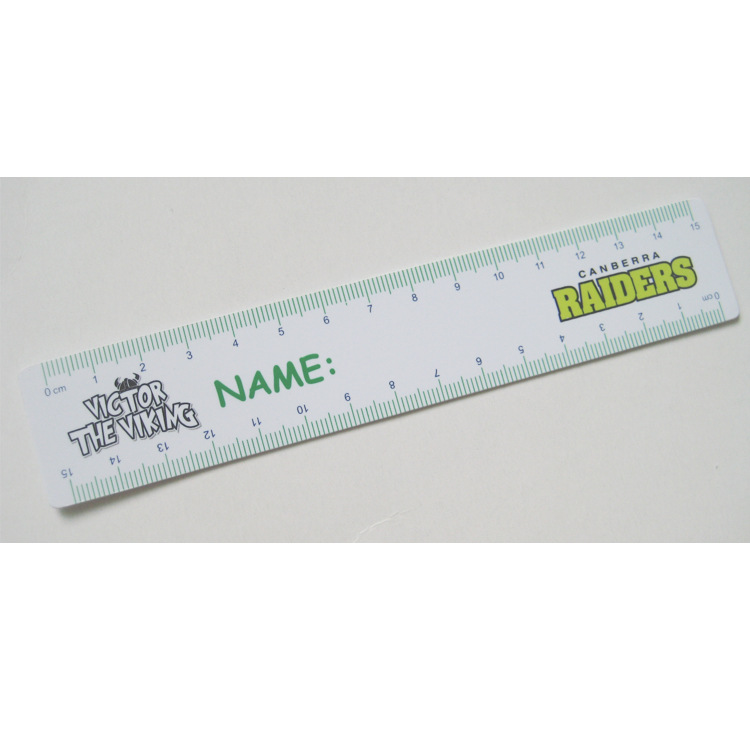 0 cm 1 2 3 4 5 6 7 8 9 10 11 12 13 14 15
CANBERRA
RAIDERS
VICTOR
THE VIKING
NAME:
15 14 13 12 11 10 9 8 7 6 5 4 3 2 1 0 cm